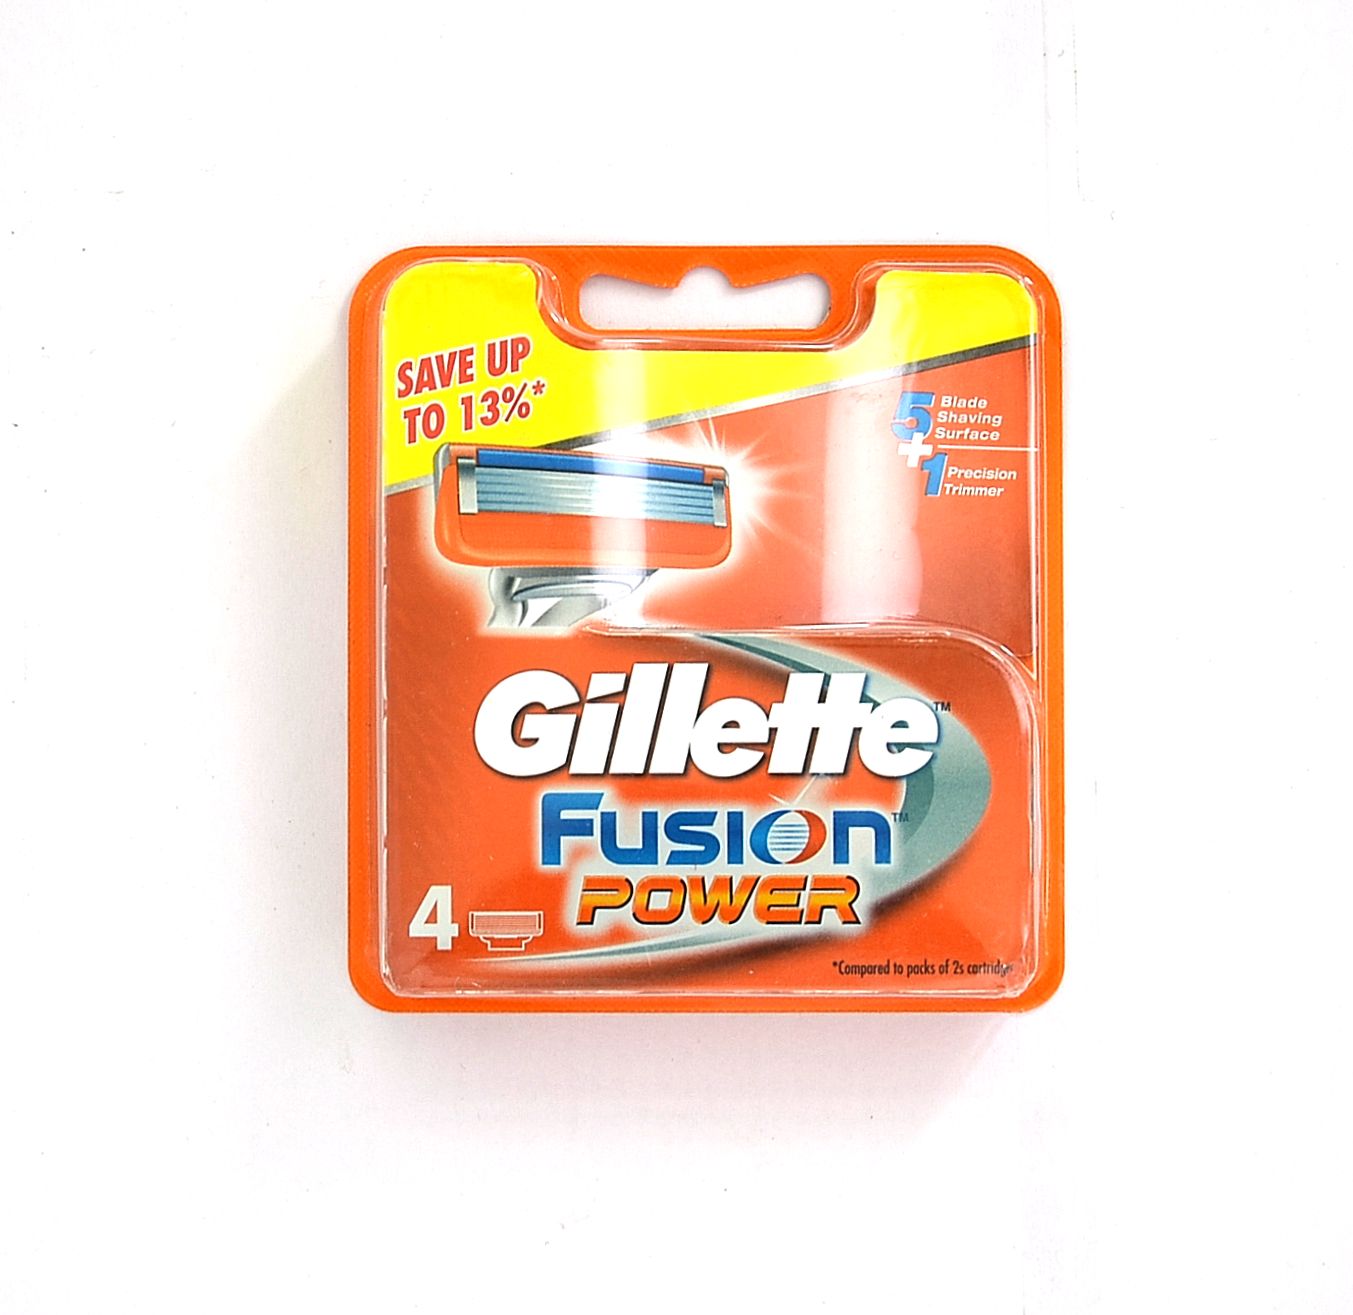 SAVE UP
TO 13%*
5 Blade
Shaving
Surface
+
1 Precision
Trimmer
Gillette™
Fusion™
POWER
4
*Compared to packs of 2s cartridge